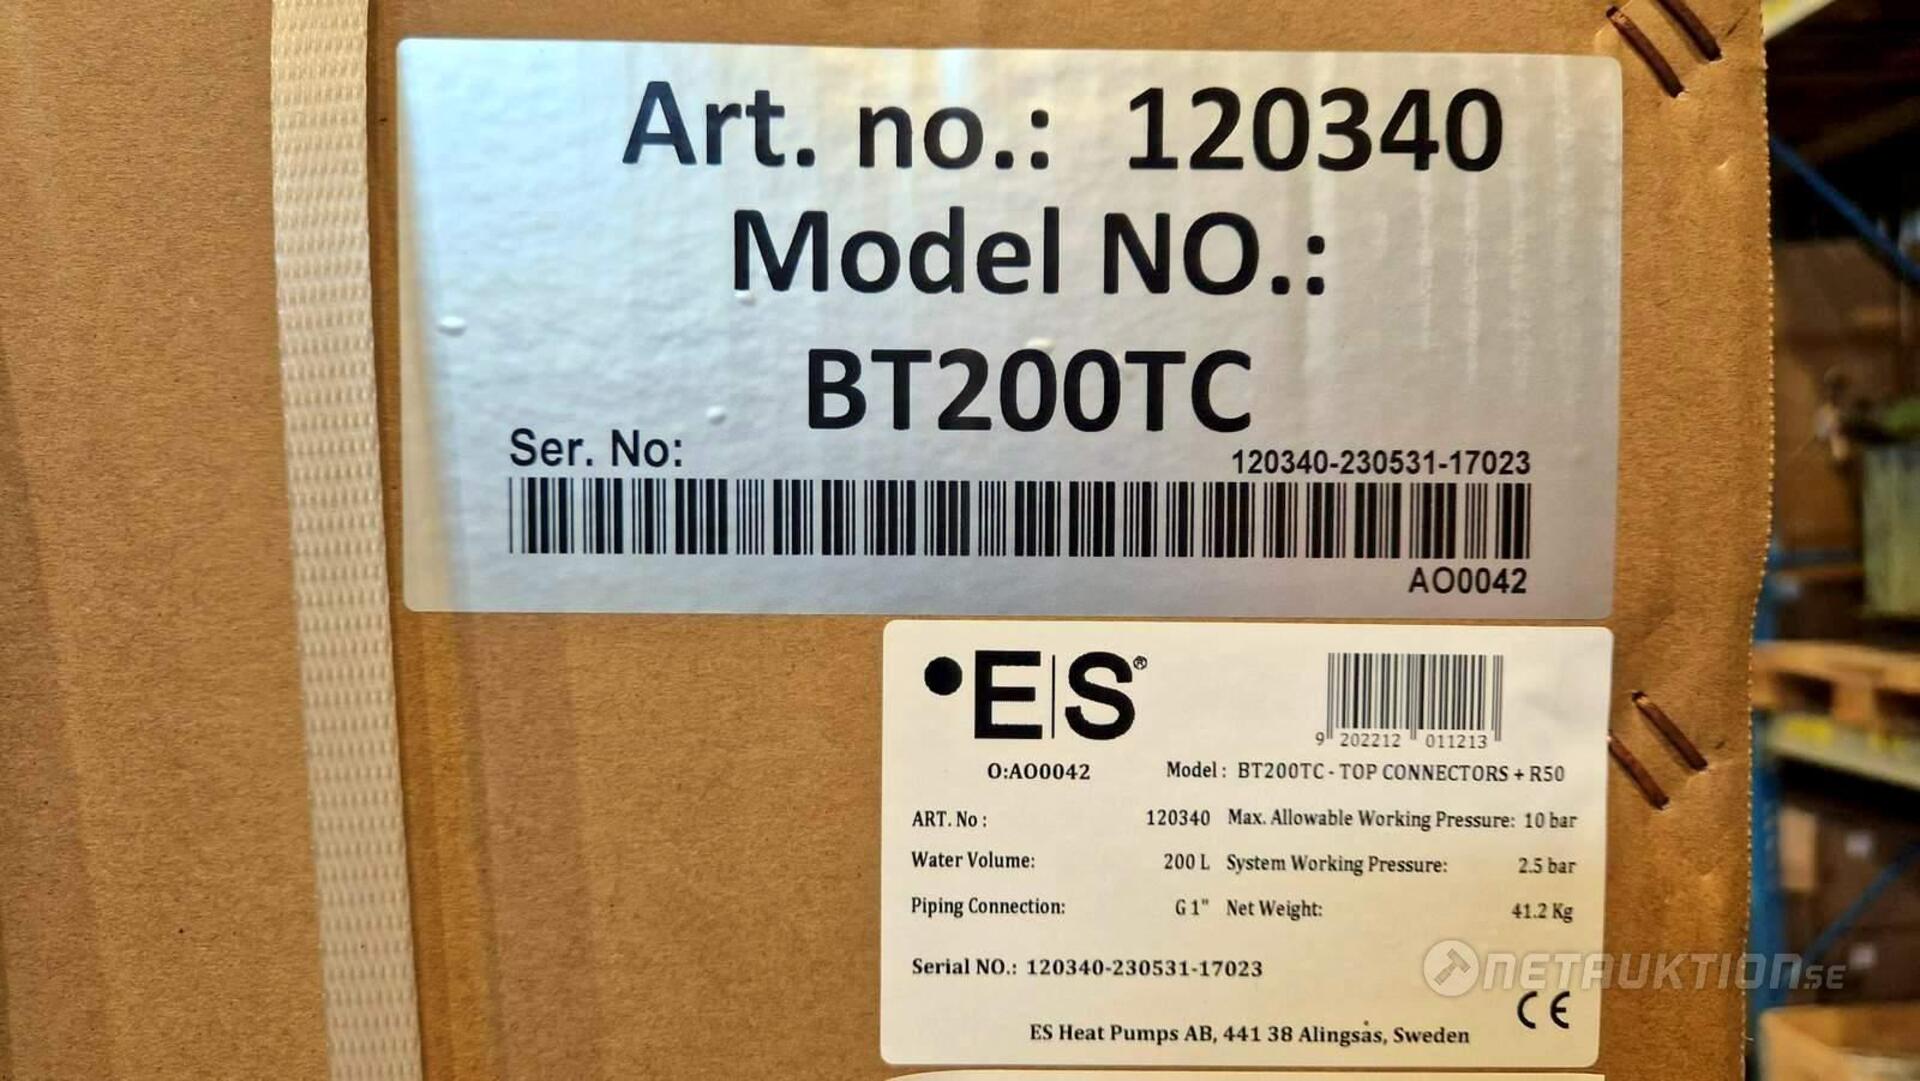 Art. no.: 120340
Model NO.:
BT200TC
Ser. No:
120340-230531-17023
AO0042
•E|S®
9 202212 011213
O:AO0042
Model : BT200TC - TOP CONNECTORS + R50
ART. No : 120340 Max. Allowable Working Pressure: 10 bar
Water Volume: 200 L System Working Pressure: 2.5 bar
Piping Connection: G 1" Net Weight: 41.2 Kg
Serial NO.: 120340-230531-17023
NETAUKTION.SE
CE
ES Heat Pumps AB, 441 38 Alingsås, Sweden